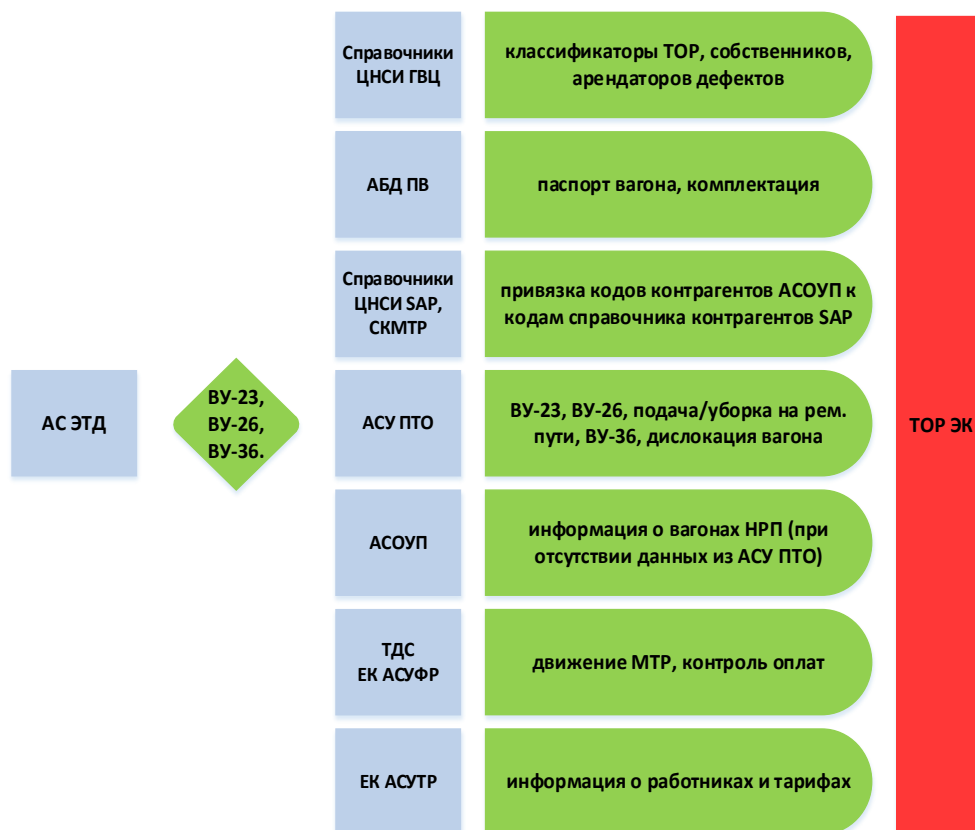 Справочники
ЦНСИ ГВЦ
классификаторы ТОР, собственников,
арендаторов дефектов
АБД ПВ
паспорт вагона, комплектация
Справочники
ЦНСИ SAP,
СКМТР
привязка кодов контрагентов АСОУП к
кодам справочника контрагентов SAP
АС ЭТД
ВУ-23,
ВУ-26,
ВУ-36.
АСУ ПТО
ВУ-23, ВУ-26, подача/уборка на рем.
пути, ВУ-36, дислокация вагона
ТОР ЭК
АСОУП
информация о вагонах НРП (при
отсутствии данных из АСУ ПТО)
ТДС
ЕК АСУФР
движение МТР, контроль оплат
ЕК АСУТР
информация о работниках и тарифах